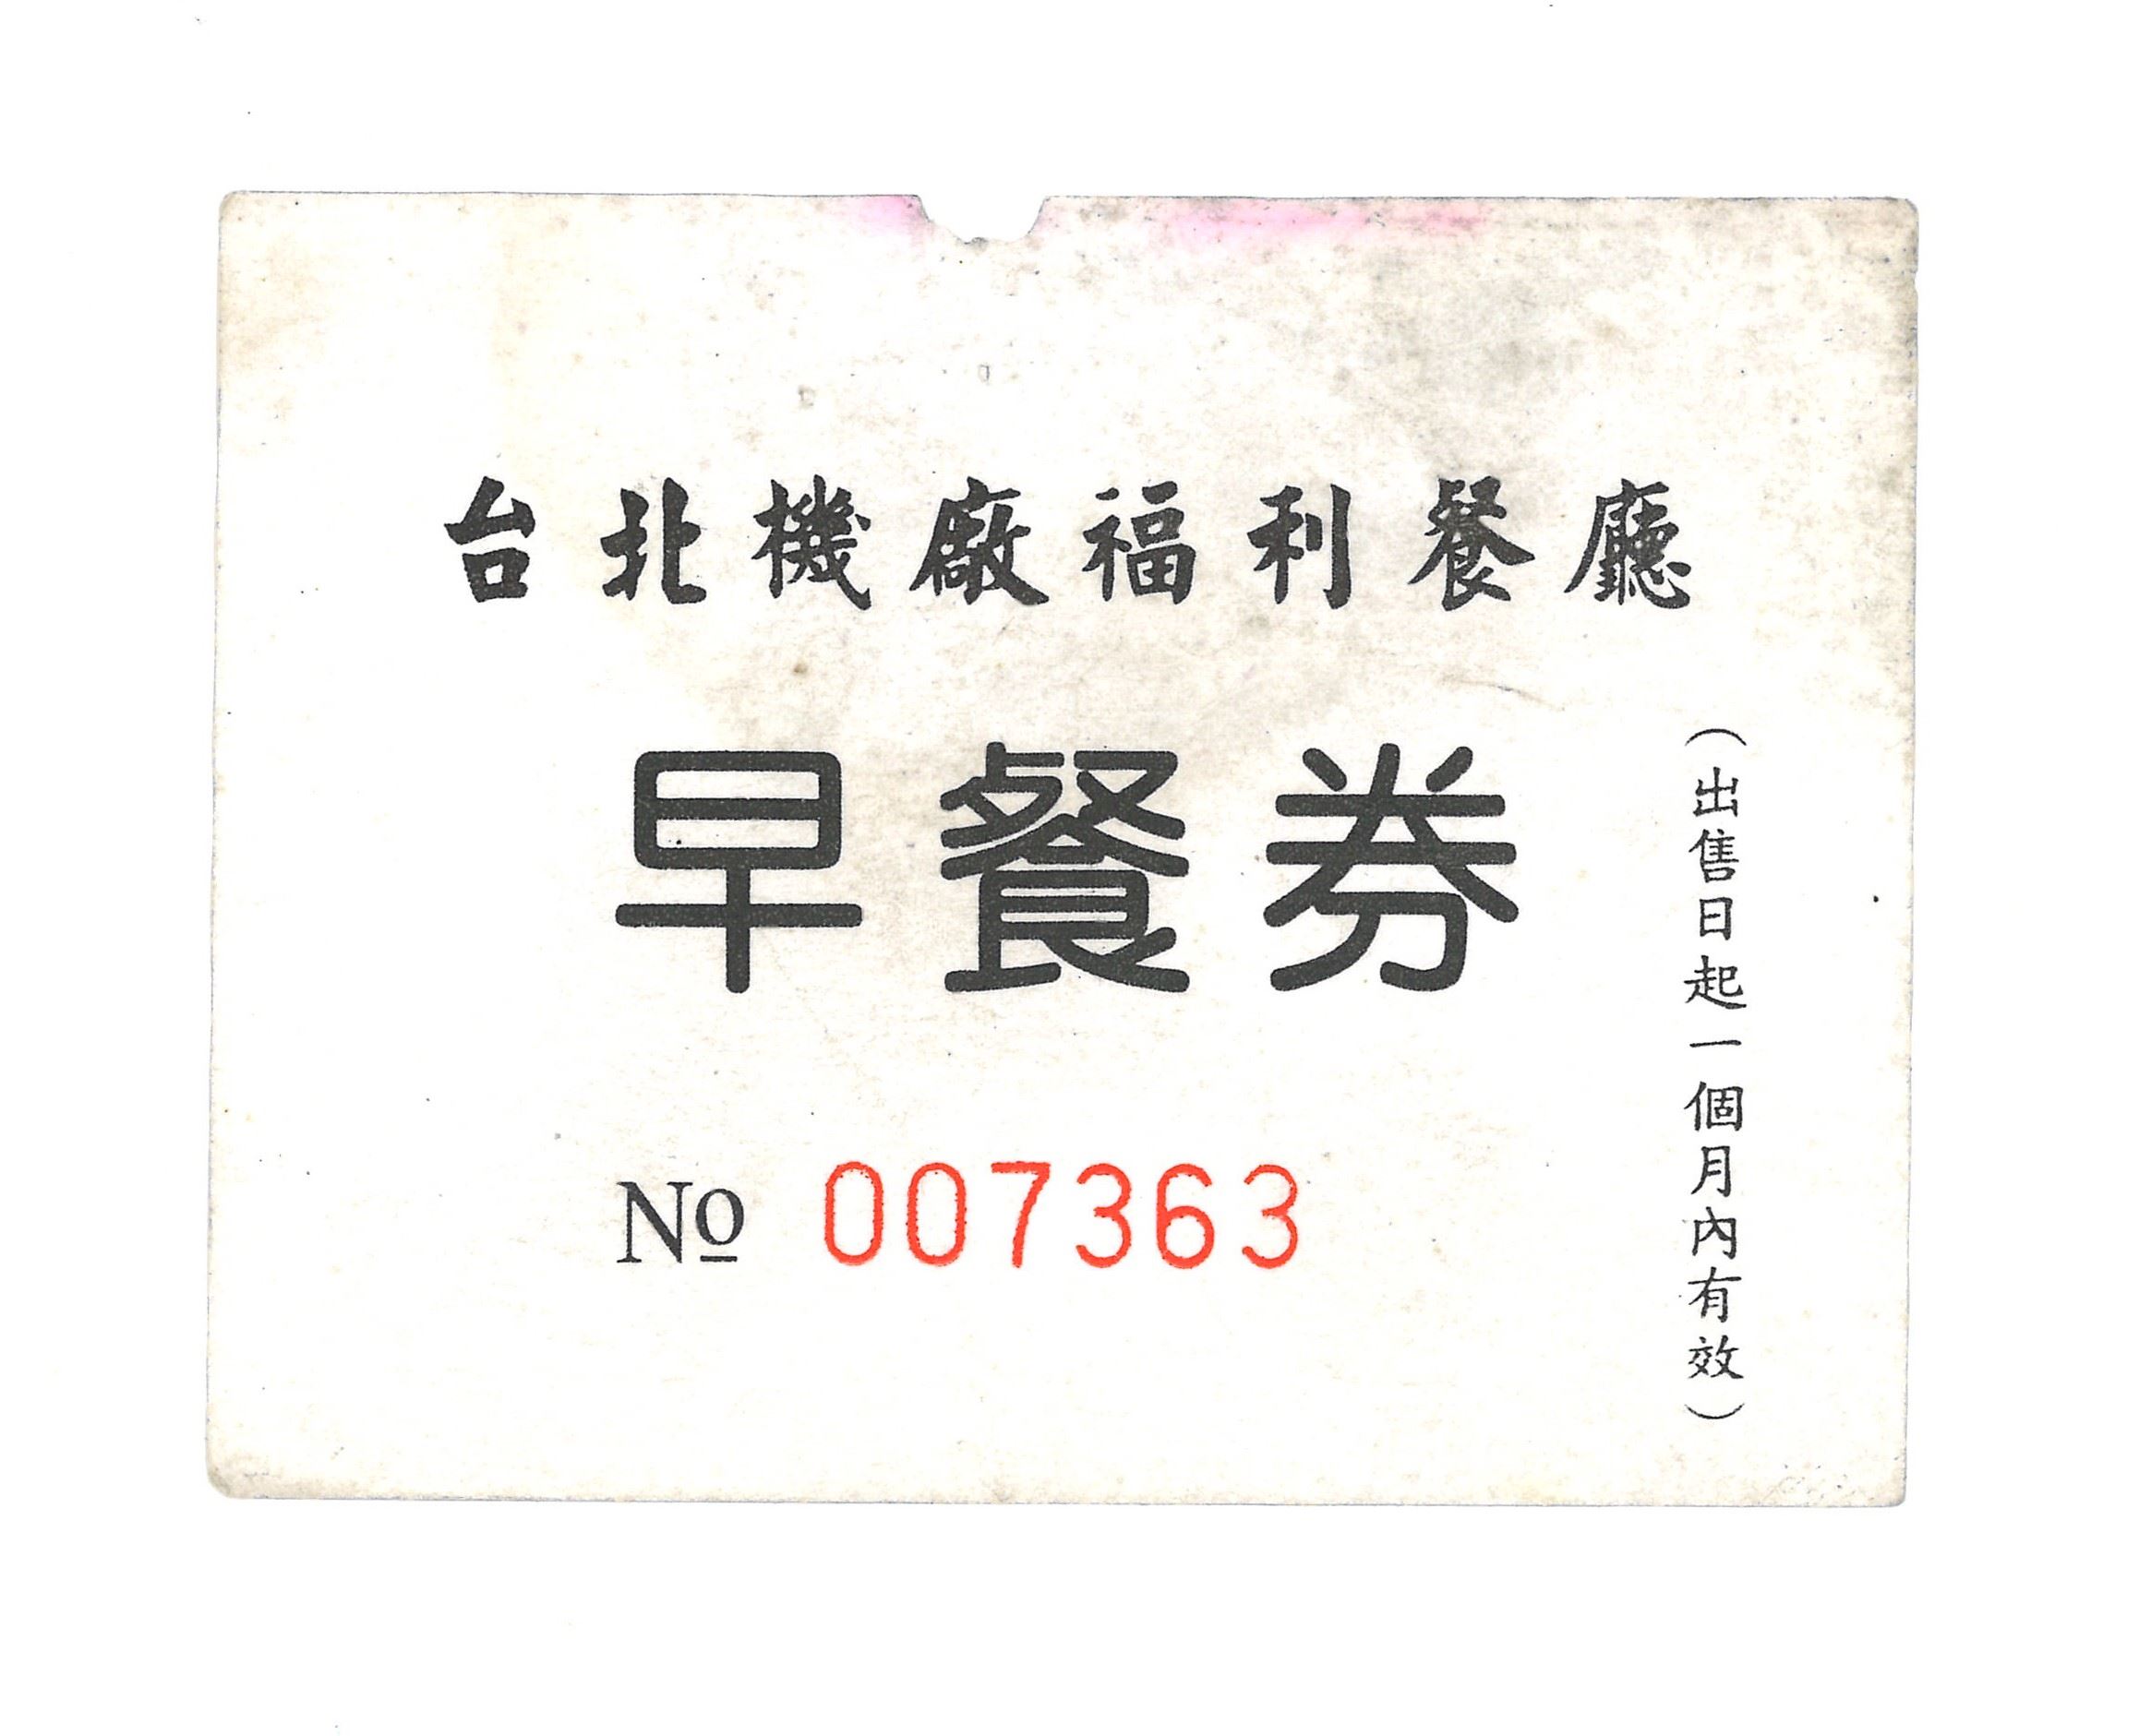 台北機廠福利餐廳
早餐券
№ 007363
（出售日起一個月內有效）